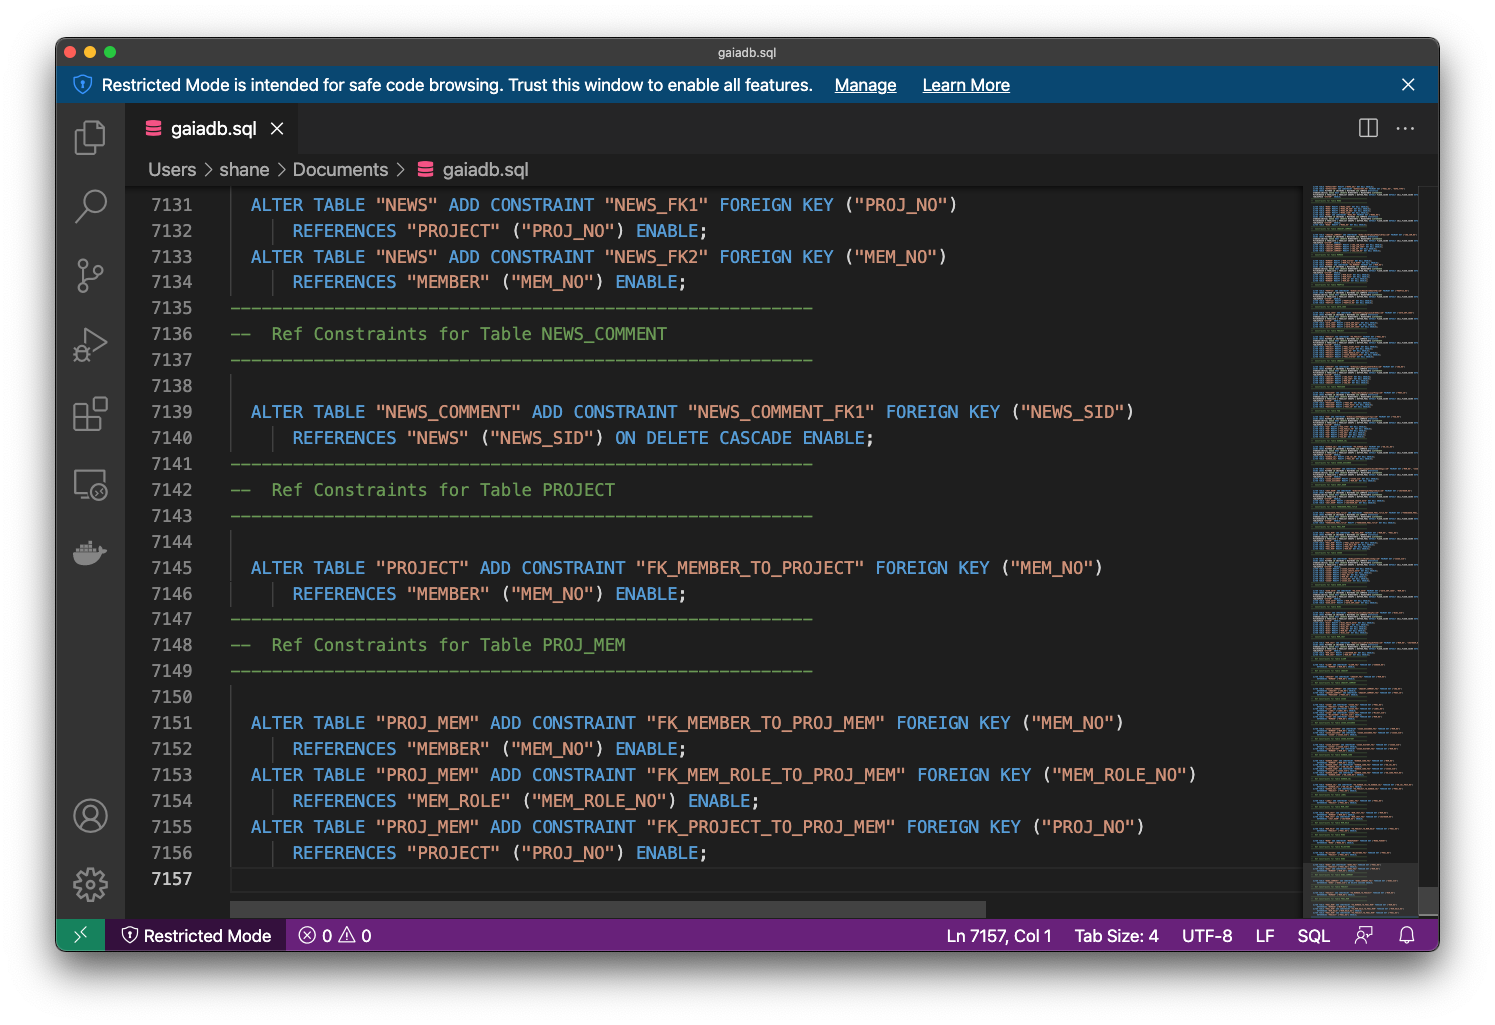 gaiadb.sql
Restricted Mode is intended for safe code browsing. Trust this window to enable all features. Manage Learn More
gaiadb.sql
Users > shane > Documents > gaiadb.sql
7131 ALTER TABLE "NEWS" ADD CONSTRAINT "NEWS_FK1" FOREIGN KEY ("PROJ_NO")
7132 REFERENCES "PROJECT" ("PROJ_NO") ENABLE;
7133 ALTER TABLE "NEWS" ADD CONSTRAINT "NEWS_FK2" FOREIGN KEY ("MEM_NO")
7134 REFERENCES "MEMBER" ("MEM_NO") ENABLE;
7135 --------------------------------------------------------
7136 --  Ref Constraints for Table NEWS_COMMENT
7137 --------------------------------------------------------
7138
7139 ALTER TABLE "NEWS_COMMENT" ADD CONSTRAINT "NEWS_COMMENT_FK1" FOREIGN KEY ("NEWS_SID")
7140 REFERENCES "NEWS" ("NEWS_SID") ON DELETE CASCADE ENABLE;
7141 --------------------------------------------------------
7142 --  Ref Constraints for Table PROJECT
7143 --------------------------------------------------------
7144
7145 ALTER TABLE "PROJECT" ADD CONSTRAINT "FK_MEMBER_TO_PROJECT" FOREIGN KEY ("MEM_NO")
7146 REFERENCES "MEMBER" ("MEM_NO") ENABLE;
7147 --------------------------------------------------------
7148 --  Ref Constraints for Table PROJ_MEM
7149 --------------------------------------------------------
7150
7151 ALTER TABLE "PROJ_MEM" ADD CONSTRAINT "FK_MEMBER_TO_PROJ_MEM" FOREIGN KEY ("MEM_NO")
7152 REFERENCES "MEMBER" ("MEM_NO") ENABLE;
7153 ALTER TABLE "PROJ_MEM" ADD CONSTRAINT "FK_MEM_ROLE_TO_PROJ_MEM" FOREIGN KEY ("MEM_ROLE_NO")
7154 REFERENCES "MEM_ROLE" ("MEM_ROLE_NO") ENABLE;
7155 ALTER TABLE "PROJ_MEM" ADD CONSTRAINT "FK_PROJECT_TO_PROJ_MEM" FOREIGN KEY ("PROJ_NO")
7156 REFERENCES "PROJECT" ("PROJ_NO") ENABLE;
7157
Restricted Mode 0 0 Ln 7157, Col 1 Tab Size: 4 UTF-8 LF SQL